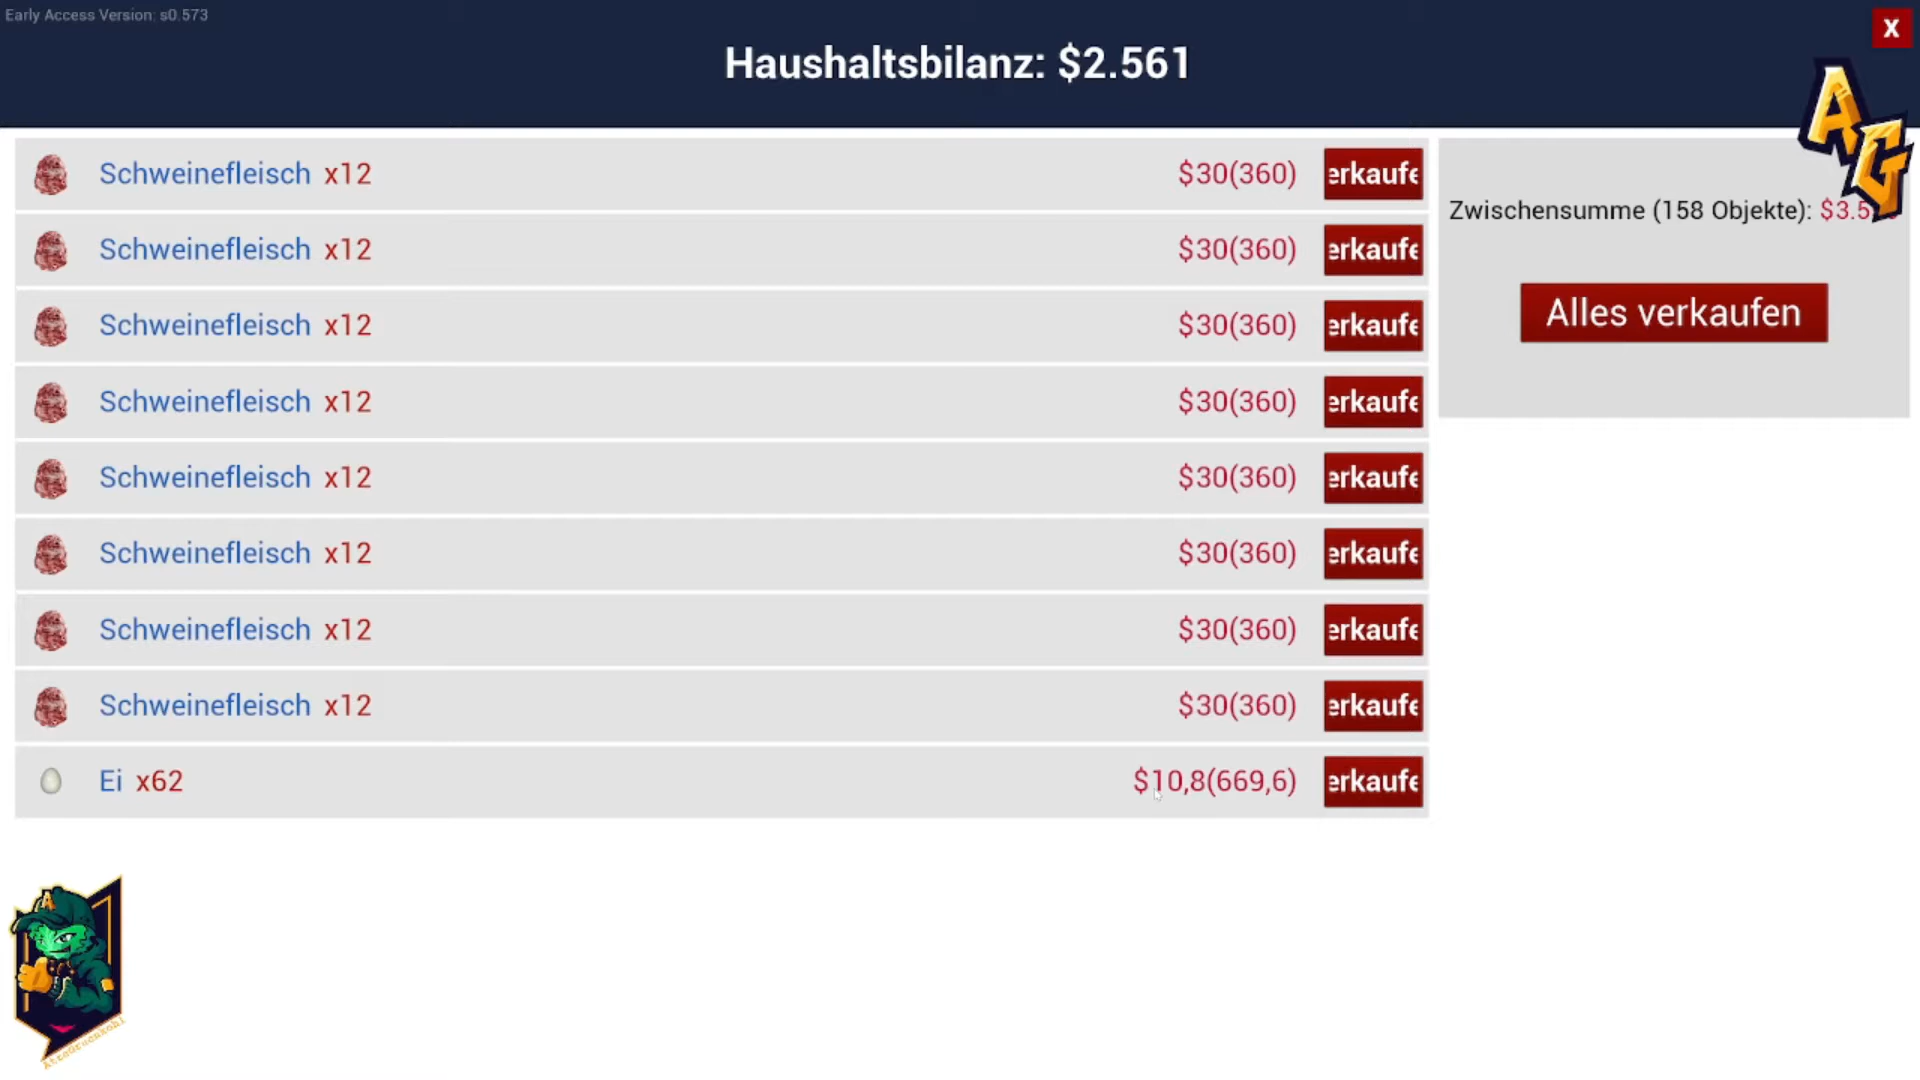 Early Access Version: s0.573
X
Haushaltsbilanz: $2.561
AG
Schweinefleisch x12 $30(360) erkaufe
Zwischensumme (158 Objekte): $3.5
Schweinefleisch x12 $30(360) erkaufe
Alles verkaufen
Schweinefleisch x12 $30(360) erkaufe
Schweinefleisch x12 $30(360) erkaufe
Schweinefleisch x12 $30(360) erkaufe
Schweinefleisch x12 $30(360) erkaufe
Schweinefleisch x12 $30(360) erkaufe
Schweinefleisch x12 $30(360) erkaufe
Ei x62 $10,8(669,6) erkaufe